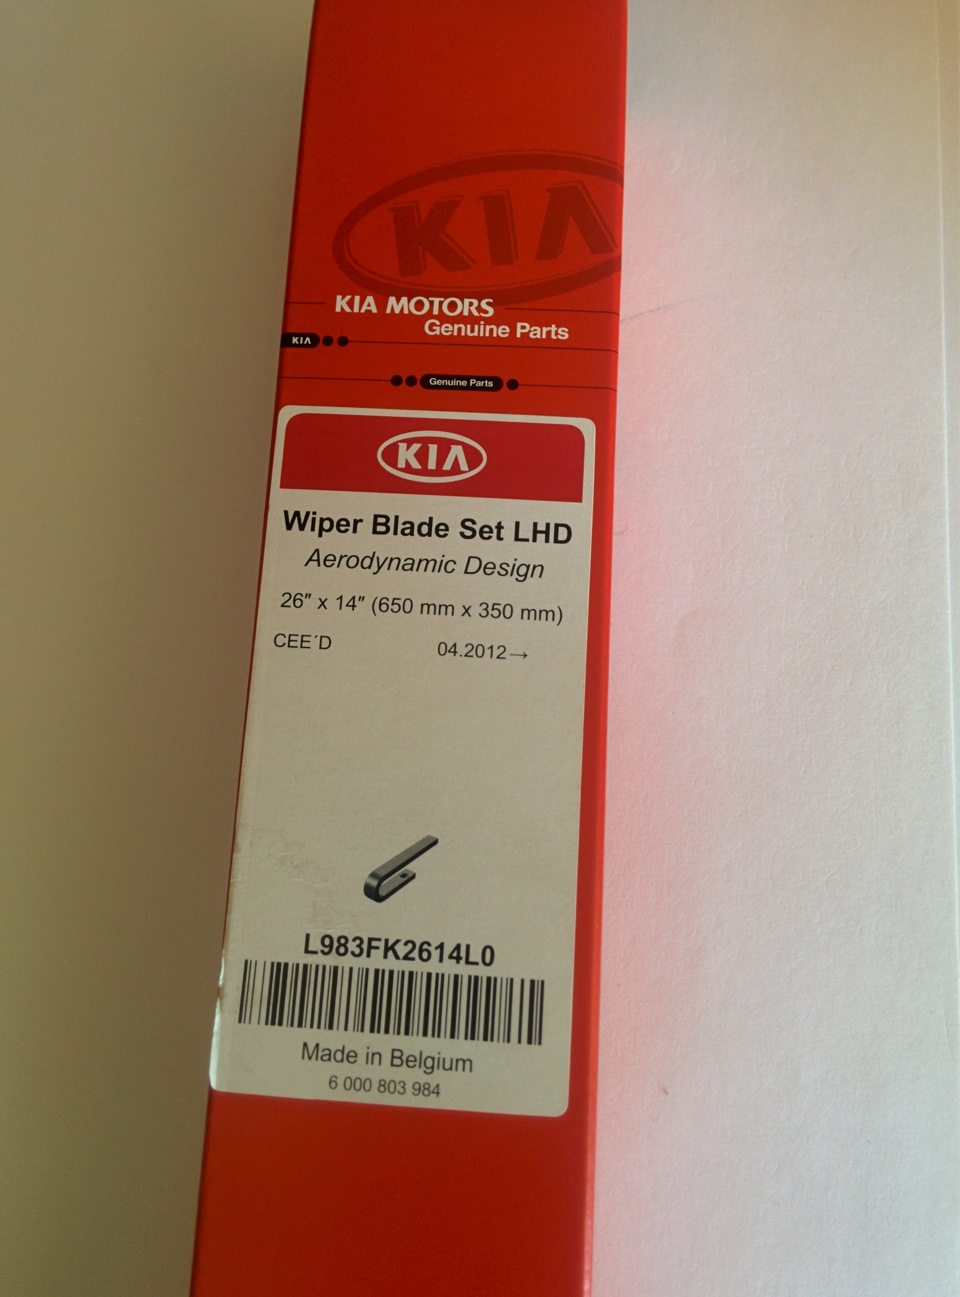 KIA
KIA MOTORS
Genuine Parts
KIA
Genuine Parts
KIA
Wiper Blade Set LHD
Aerodynamic Design
26" x 14" (650 mm x 350 mm)
CEE´D 04.2012→
L983FK2614L0
Made in Belgium
6 000 803 984